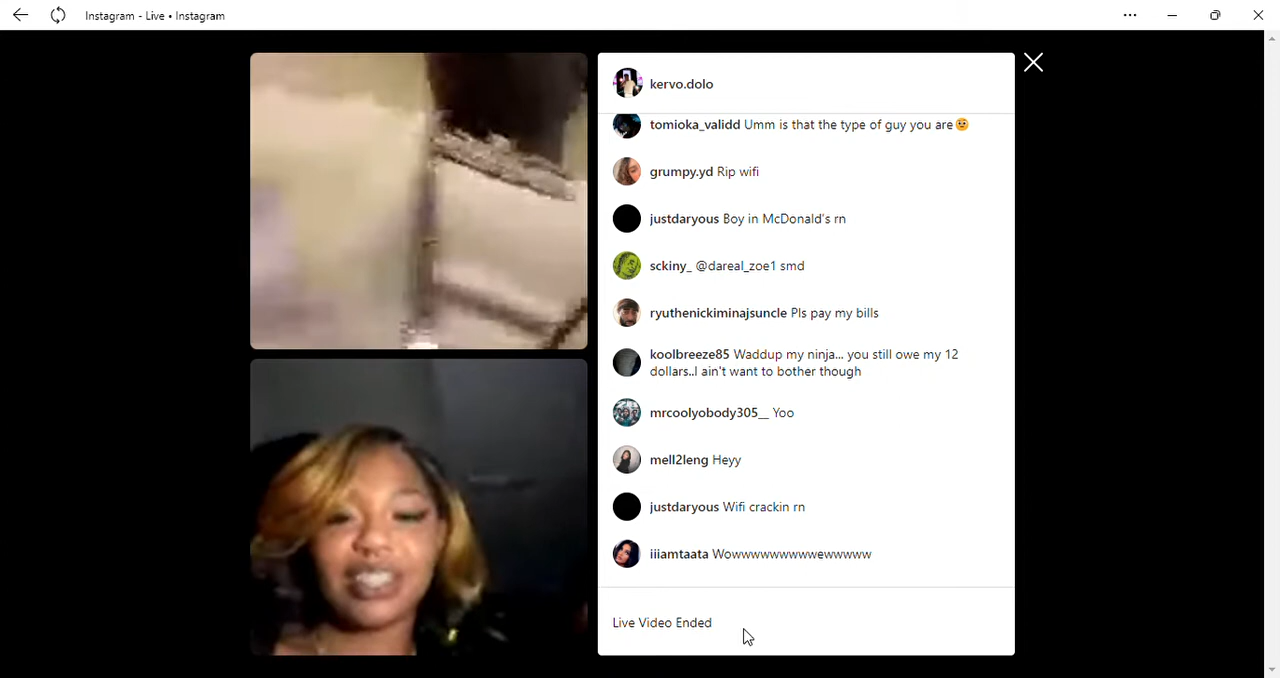 Instagram - Live • Instagram
kervo.dolo
tomioka_validd Umm is that the type of guy you are🫤
grumpy.yd Rip wifi
justdaryous Boy in McDonald's rn
sckiny_ @dareal_zoe1 smd
ryuthenickiminajsuncle Pls pay my bills
koolbreeze85 Waddup my ninja... you still owe my 12
dollars..I ain't want to bother though
mrcoolyobody305__ Yoo
mell2leng Heyy
justdaryous Wifi crackin rn
iiiamtaata Wowwwwwwwwwewwwww
Live Video Ended